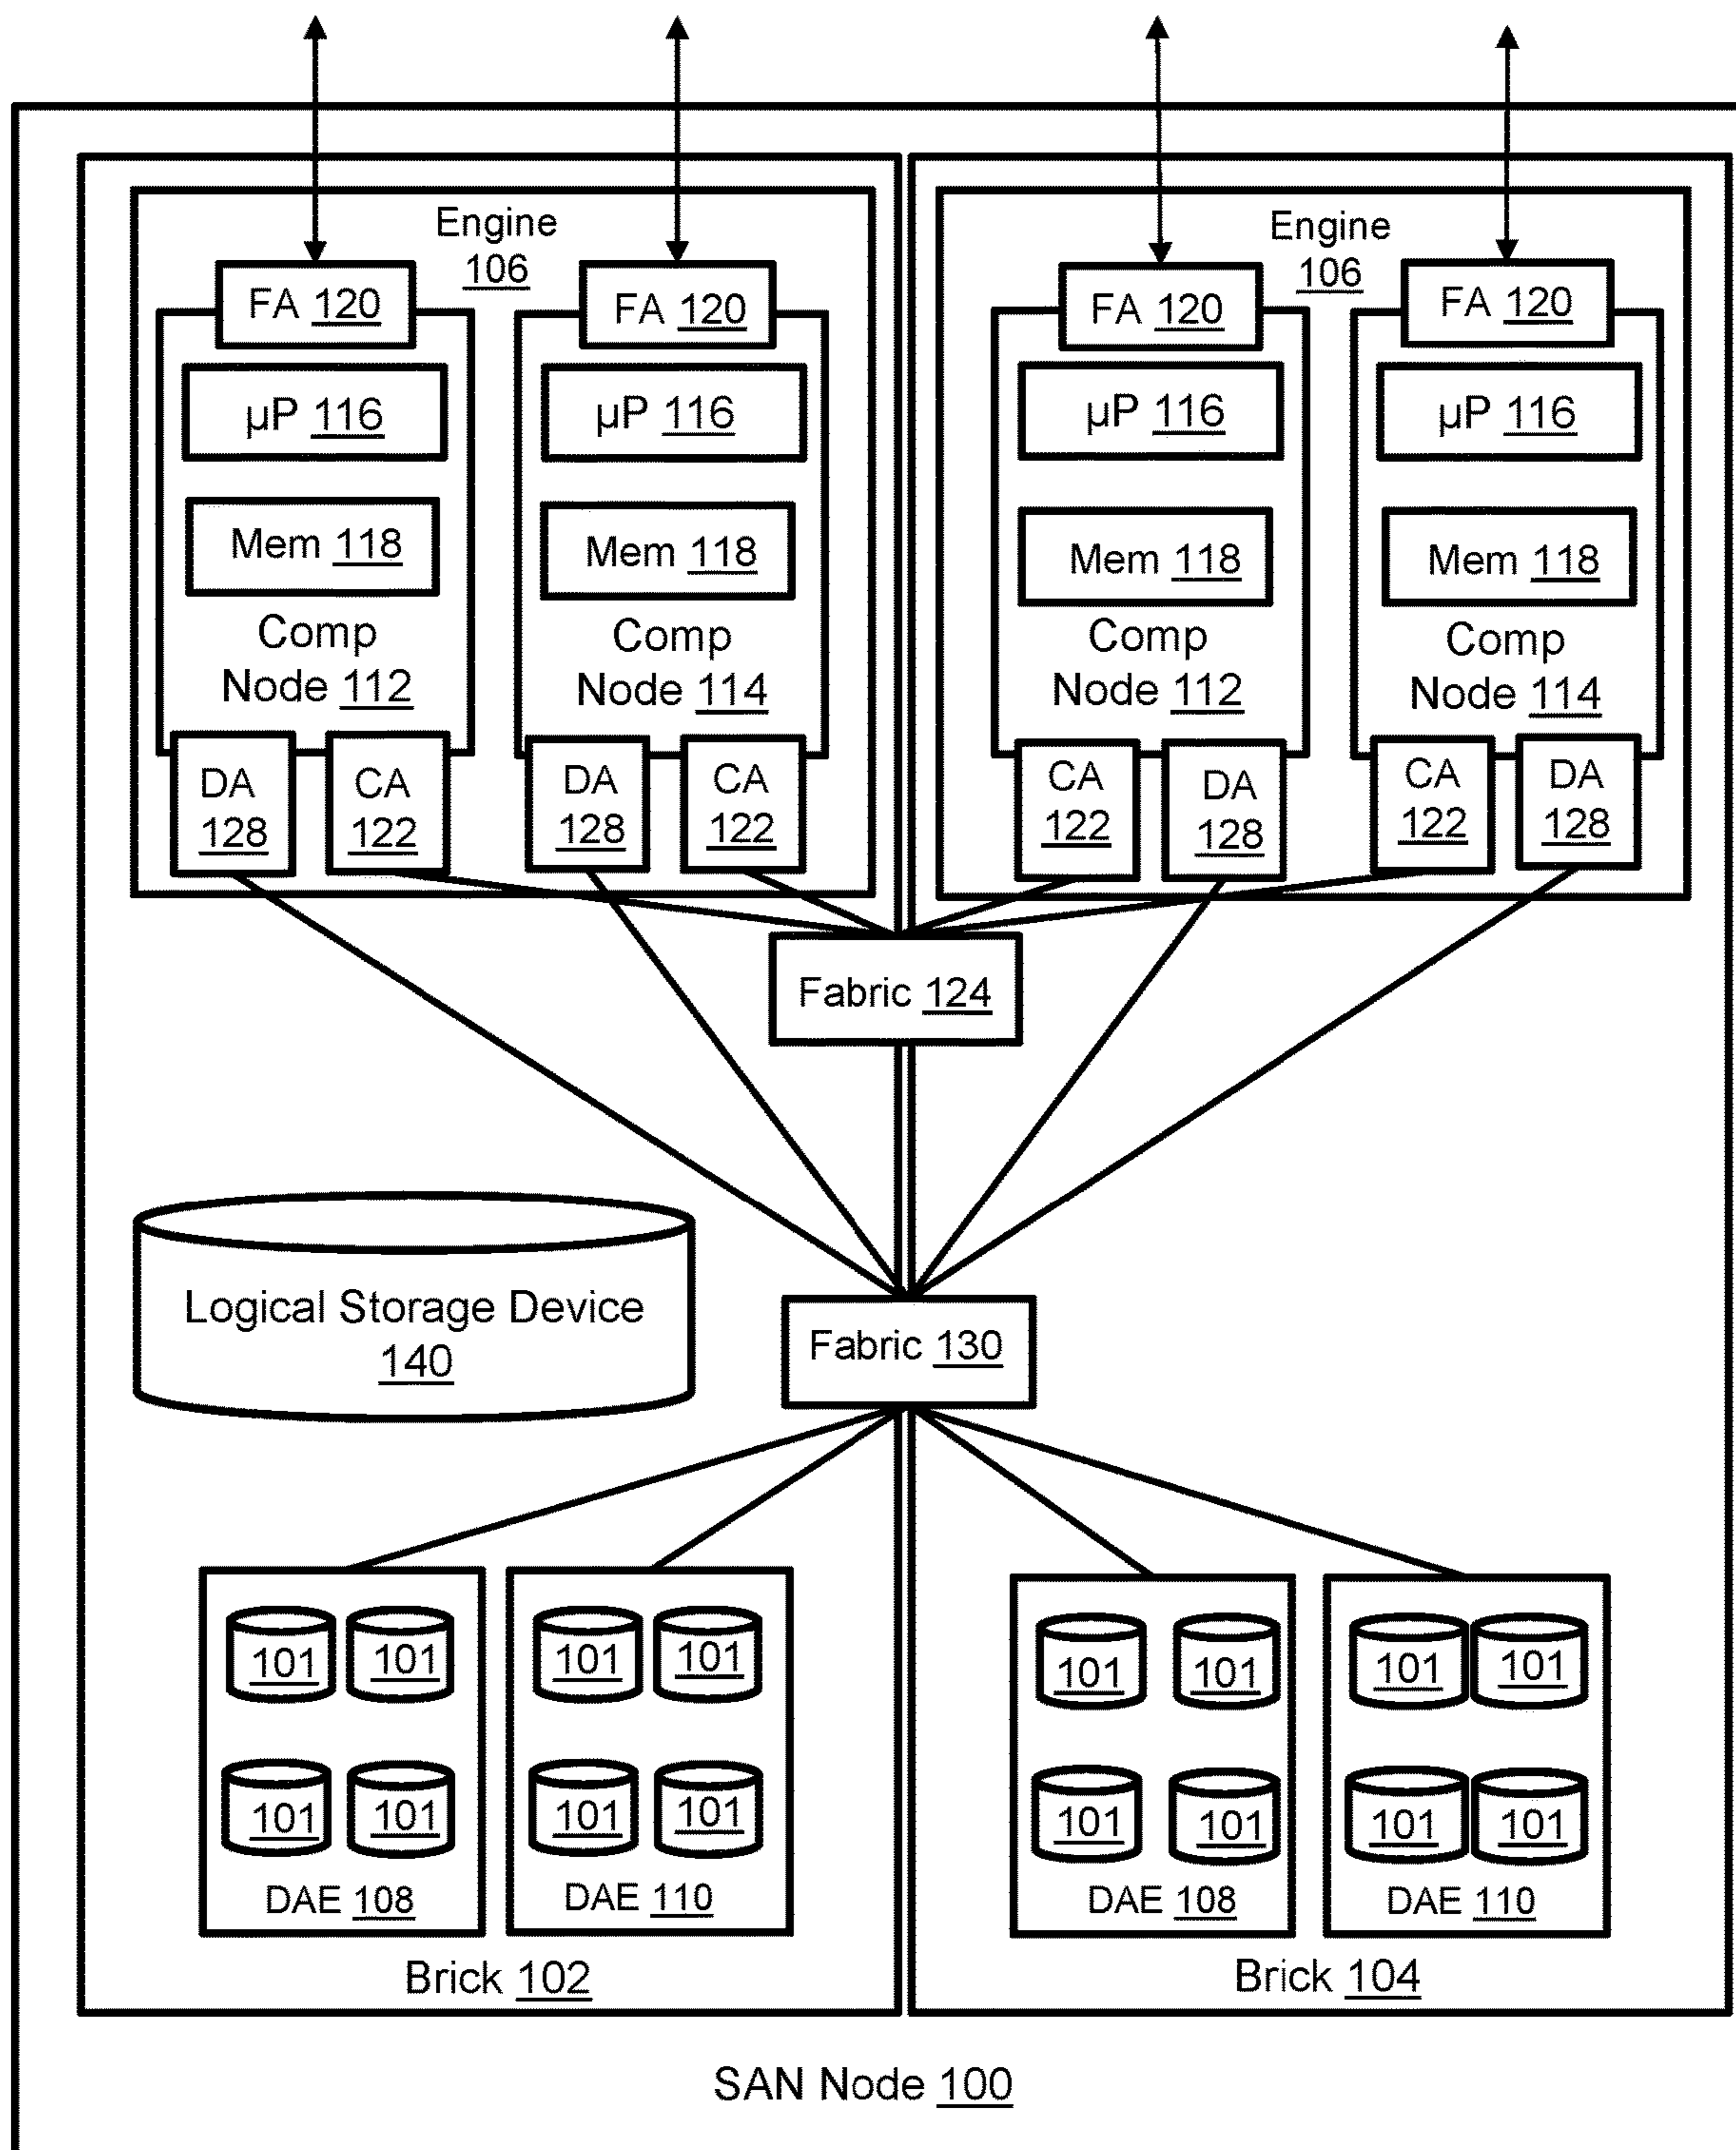 Engine
106
FA 120
FA 120
µP 116
µP 116
Mem 118
Mem 118
Comp
Node 112
Comp
Node 114
DA
128
CA
122
DA
128
CA
122
Engine
106
FA 120
FA 120
µP 116
µP 116
Mem 118
Mem 118
Comp
Node 112
Comp
Node 114
CA
122
DA
128
CA
122
DA
128
Fabric 124
Logical Storage Device
140
Fabric 130
101
101
101
101
DAE 108
101
101
101
101
DAE 110
Brick 102
101
101
101
101
DAE 108
101
101
101
101
DAE 110
Brick 104
SAN Node 100